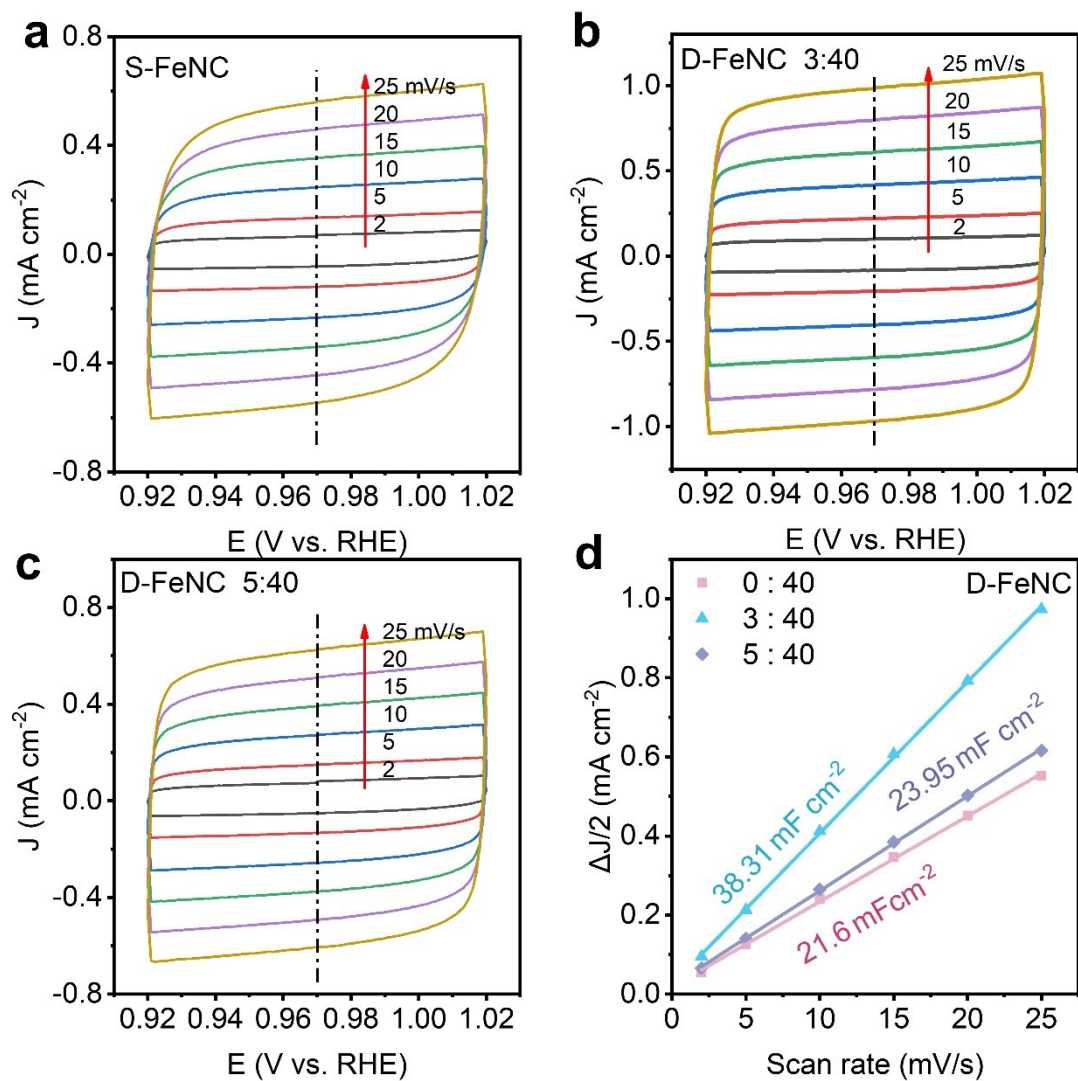 a
S-FeNC
25 mV/s
20
15
10
5
2
0.8
0.4
0.0
-0.4
-0.8
J (mA cm-2)
0.92 0.94 0.96 0.98 1.00 1.02
E (V vs. RHE)
b
D-FeNC 3:40
25 mV/s
20
15
10
5
2
1.0
0.5
0.0
-0.5
-1.0
J (mA cm-2)
0.92 0.94 0.96 0.98 1.00 1.02
E (V vs. RHE)
c
D-FeNC 5:40
25 mV/s
20
15
10
5
2
0.8
0.4
0.0
-0.4
-0.8
J (mA cm-2)
0.92 0.94 0.96 0.98 1.00 1.02
E (V vs. RHE)
d
D-FeNC
0 : 40
3 : 40
5 : 40
38.31 mF cm-2
23.95 mF cm-2
21.6 mFcm-2
1.0
0.8
0.6
0.4
0.2
0.0
ΔJ/2 (mA cm-2)
0 5 10 15 20 25
Scan rate (mV/s)